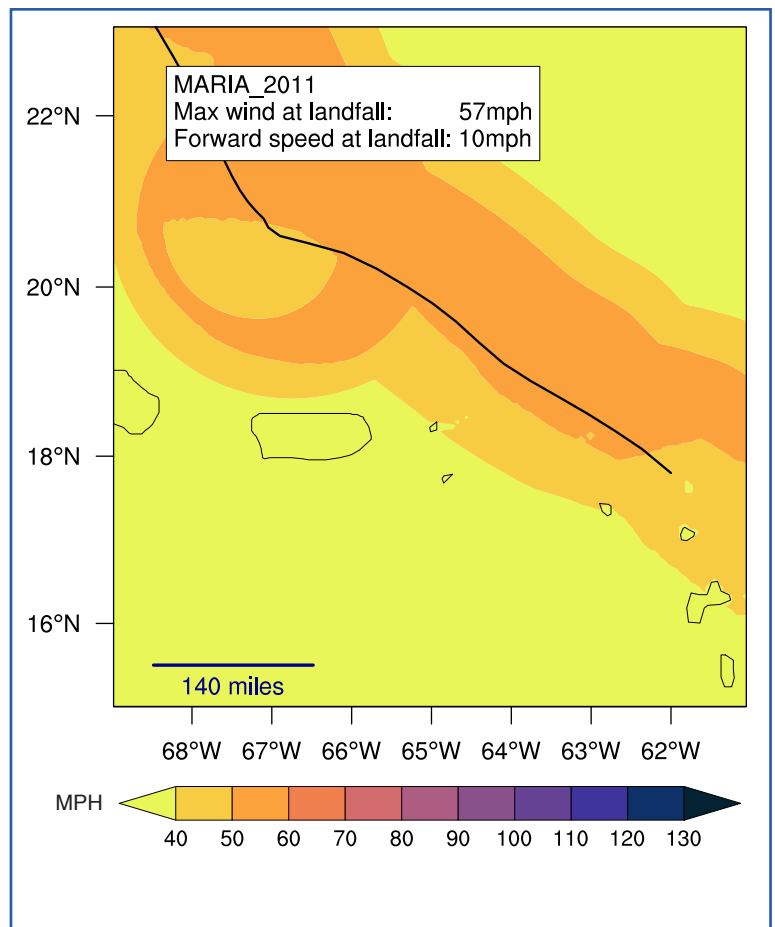 MARIA_2011
Max wind at landfall: 57mph
Forward speed at landfall: 10mph
22°N
20°N
18°N
16°N
140 miles
68°W 67°W 66°W 65°W 64°W 63°W 62°W
MPH
40 50 60 70 80 90 100 110 120 130